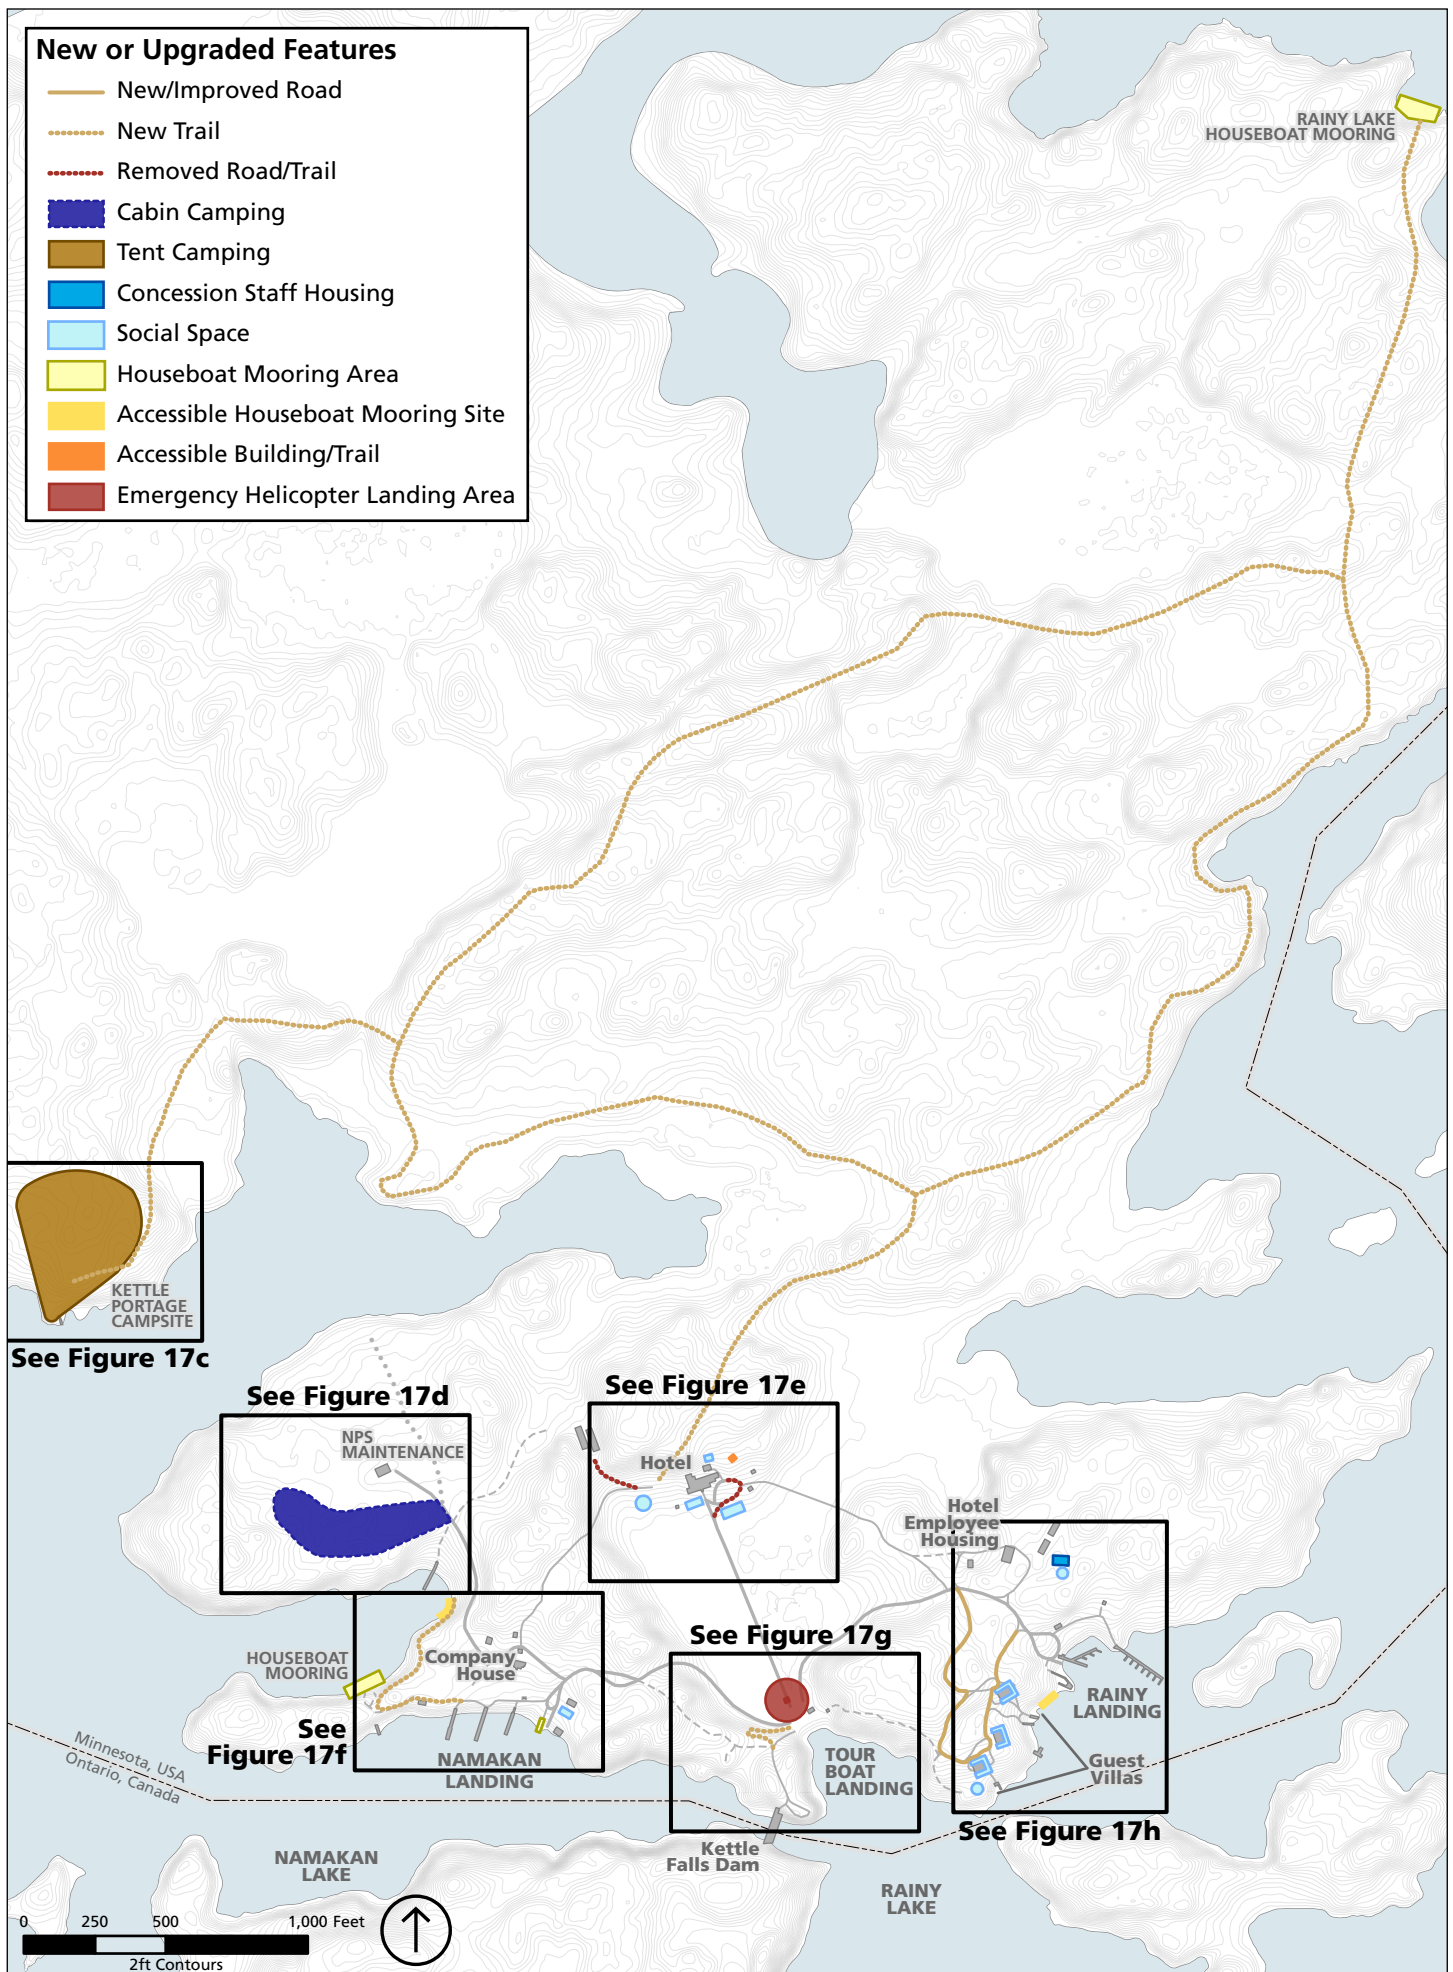 New or Upgraded Features
New/Improved Road
New Trail
Removed Road/Trail
Cabin Camping
Tent Camping
Concession Staff Housing
Social Space
Houseboat Mooring Area
Accessible Houseboat Mooring Site
Accessible Building/Trail
Emergency Helicopter Landing Area
RAINY LAKE
HOUSEBOAT MOORING
KETTLE
PORTAGE
CAMPSITE
See Figure 17c
See Figure 17d
NPS
MAINTENANCE
See Figure 17e
Hotel
Hotel
Employee
Housing
See Figure 17g
HOUSEBOAT
MOORING
Company
House
See
Figure 17f
NAMAKAN
LANDING
TOUR
BOAT
LANDING
RAINY
LANDING
Guest
Villas
See Figure 17h
Minnesota, USA
Ontario, Canada
Kettle
Falls Dam
NAMAKAN
LAKE
RAINY
LAKE
0 250 500 1,000 Feet
2ft Contours